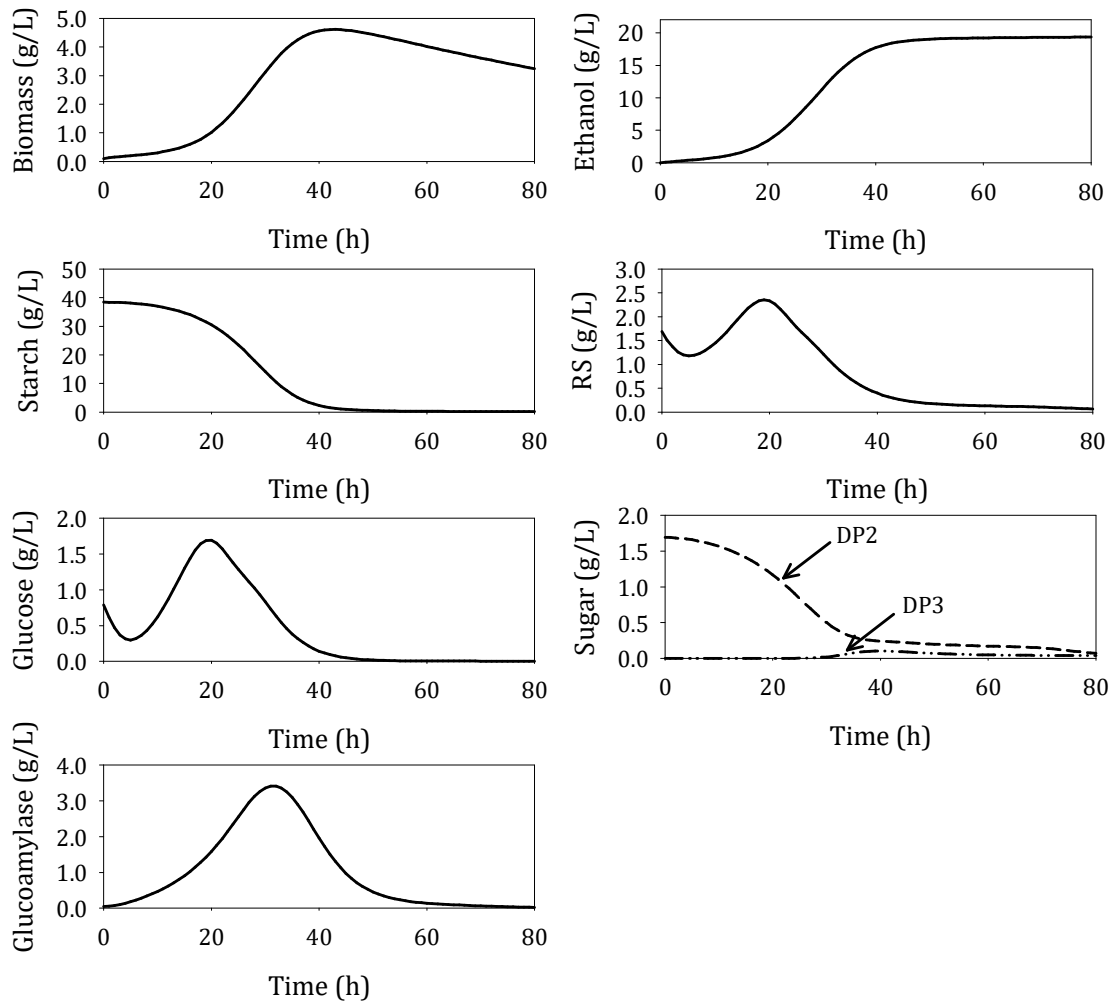 Biomass (g/L)
5.0
4.0
3.0
2.0
1.0
0.0
0 20 40 60 80
Time (h)
Ethanol (g/L)
20
15
10
5
0
0 20 40 60 80
Time (h)
Starch (g/L)
50
40
30
20
10
0
0 20 40 60 80
Time (h)
RS (g/L)
3.0
2.5
2.0
1.5
1.0
0.5
0.0
0 20 40 60 80
Time (h)
Glucose (g/L)
2.0
1.5
1.0
0.5
0.0
0 20 40 60 80
Time (h)
Sugar (g/L)
2.0
1.5
1.0
0.5
0.0
DP2
DP3
0 20 40 60 80
Time (h)
Glucoamylase (g/L)
4.0
3.0
2.0
1.0
0.0
0 20 40 60 80
Time (h)